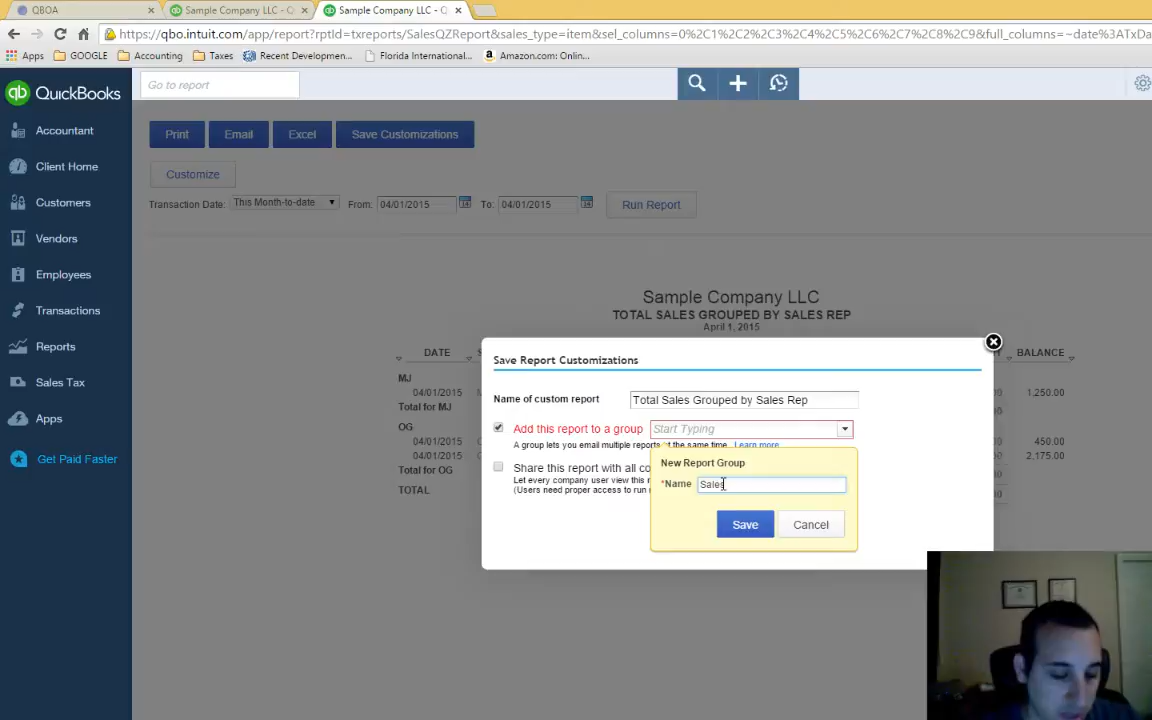 QBOA
Sample Company LLC - Q
Sample Company LLC - Q
https://qbo.intuit.com/app/report?rptId=txreports/SalesQZReport&sales_type=item&sel_columns=0%2C1%2C2%2C3%2C4%2C5%2C6%2C7%2C8%2C9&full_columns=~date%3ATxDa
Apps GOOGLE Accounting Taxes Recent Developmen... Florida International... Amazon.com: Onlin...
QuickBooks
Go to report
Accountant
Client Home
Customers
Vendors
Employees
Transactions
Reports
Sales Tax
Apps
Get Paid Faster
Print Email Excel Save Customizations
Customize
Transaction Date: This Month-to-date From: 04/01/2015 To: 04/01/2015 Run Report
Sample Company LLC
TOTAL SALES GROUPED BY SALES REP
April 1, 2015
DATE BALANCE
MJ
04/01/2015 1,250.00
Total for MJ
OG
04/01/2015 450.00
04/01/2015 2,175.00
Total for OG
TOTAL
Save Report Customizations
Name of custom report Total Sales Grouped by Sales Rep
Add this report to a group Start Typing
A group lets you email multiple reports at the same time. Learn more
Share this report with all co
Let every company user view this r
(Users need proper access to run
New Report Group
*Name Sales
Save Cancel